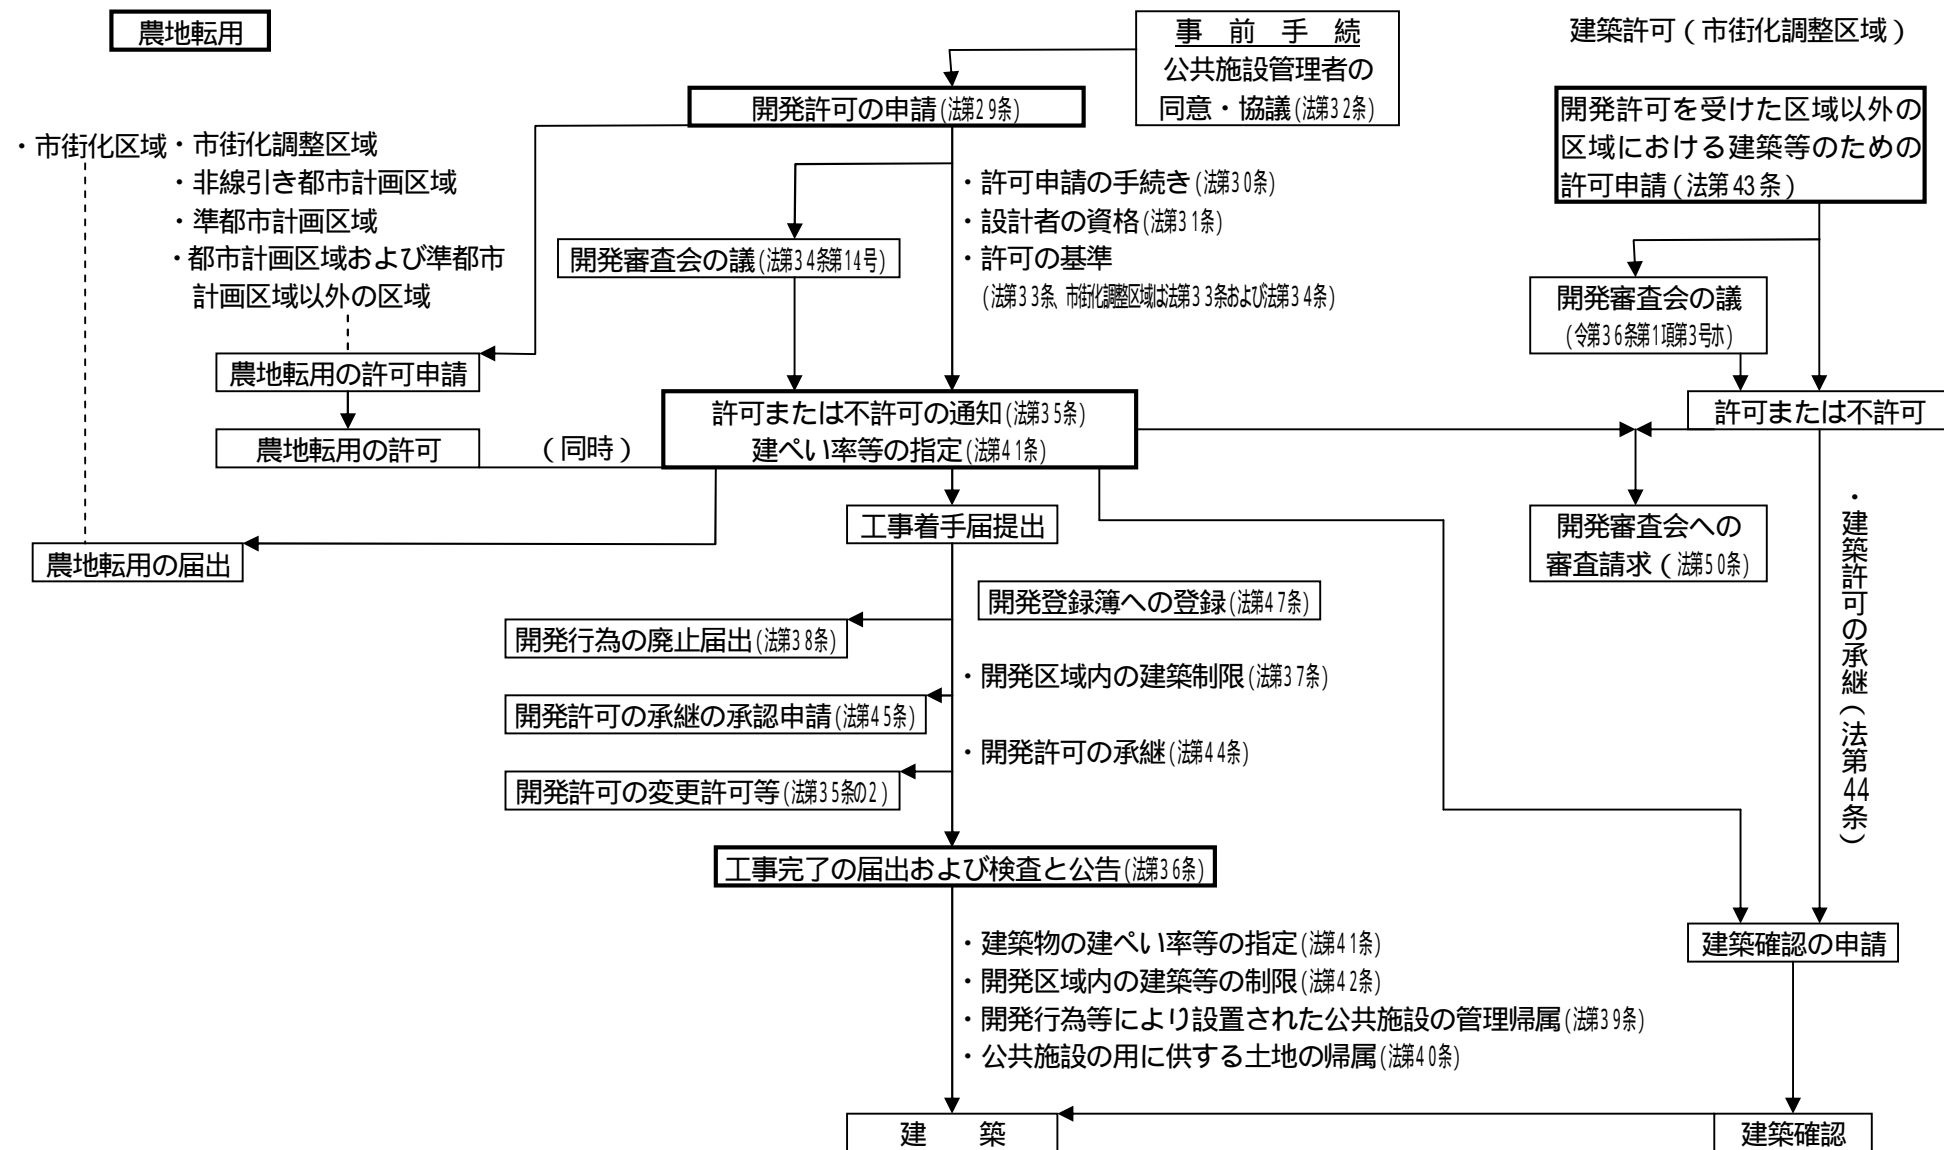 農地転用
事 前 手 続
公共施設管理者の
同意・協議(法第32条)
建築許可(市街化調整区域)
開発許可の申請(法第29条)
開発許可を受けた区域以外の
区域における建築等のための
許可申請(法第43条)
・市街化区域
・市街化調整区域
・非線引き都市計画区域
・準都市計画区域
・都市計画区域および準都市
計画区域以外の区域
・許可申請の手続き(法第30条)
・設計者の資格(法第31条)
・許可の基準
(法第33条、市街化調整区域は法第33条および法第34条)
開発審査会の議(法第34条第14号)
開発審査会の議
(令第36条第1項第3号ホ)
農地転用の許可申請
農地転用の許可
(同時)
許可または不許可の通知(法第35条)
建ぺい率等の指定(法第41条)
許可または不許可
工事着手届提出
開発審査会への
審査請求(法第50条)
・建築許可の承継(法第44条)
農地転用の届出
開発登録簿への登録(法第47条)
開発行為の廃止届出(法第38条)
・開発区域内の建築制限(法第37条)
開発許可の承継の承認申請(法第45条)
・開発許可の承継(法第44条)
開発許可の変更許可等(法第35条の2)
工事完了の届出および検査と公告(法第36条)
・建築物の建ぺい率等の指定(法第41条)
・開発区域内の建築等の制限(法第42条)
・開発行為等により設置された公共施設の管理帰属(法第39条)
・公共施設の用に供する土地の帰属(法第40条)
建築確認の申請
建 築
建築確認